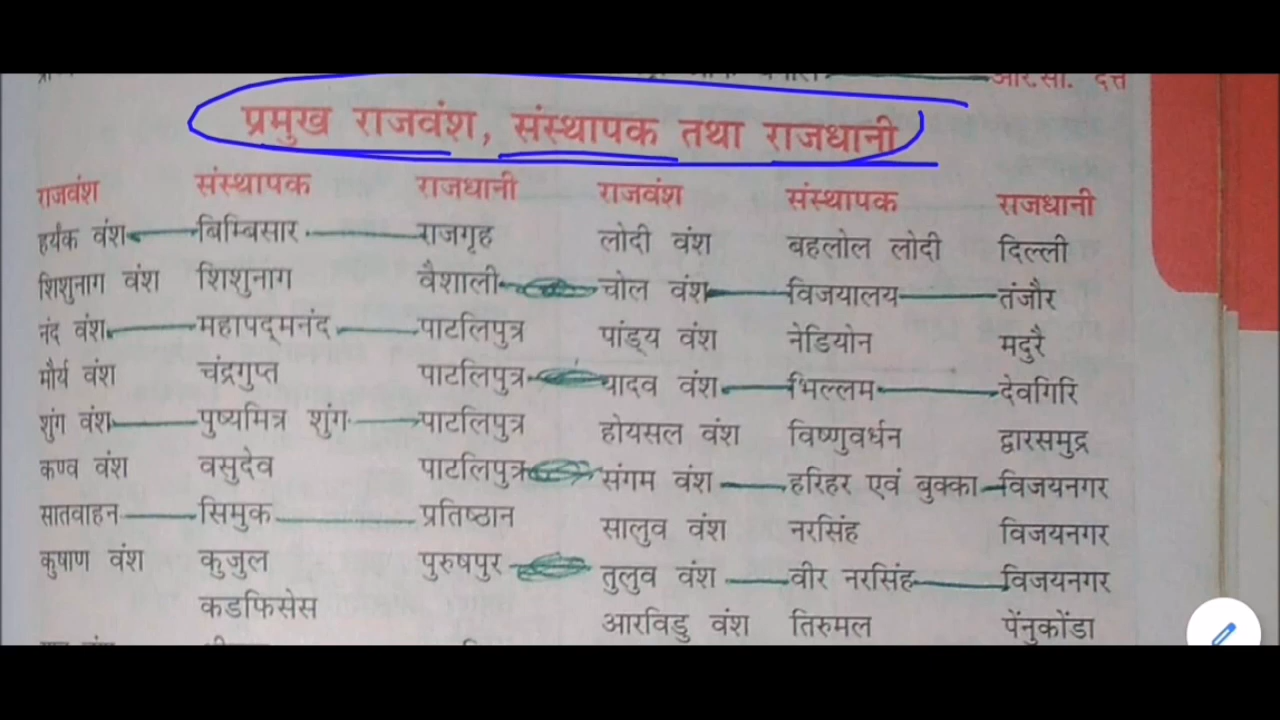 आर.सी. दत्त
प्रमुख राजवंश, संस्थापक तथा राजधानी
राजवंश संस्थापक राजधानी राजवंश संस्थापक राजधानी
हर्यंक वंश बिम्बिसार राजगृह लोदी वंश बहलोल लोदी दिल्ली
शिशुनाग वंश शिशुनाग वैशाली चोल वंश विजयालय तंजौर
नंद वंश महापद्मनंद पाटलिपुत्र पांड्य वंश नेडियोन मदुरै
मौर्य वंश चंद्रगुप्त पाटलिपुत्र यादव वंश भिल्लम देवगिरि
शुंग वंश पुष्यमित्र शुंग पाटलिपुत्र होयसल वंश विष्णुवर्धन द्वारसमुद्र
कण्व वंश वसुदेव पाटलिपुत्र संगम वंश हरिहर एवं बुक्का विजयनगर
सातवाहन सिमुक प्रतिष्ठान सालुव वंश नरसिंह विजयनगर
कुषाण वंश कुजुल पुरुषपुर तुलुव वंश वीर नरसिंह विजयनगर
कडफिसेस आरविडु वंश तिरुमल पेंनुकोंडा